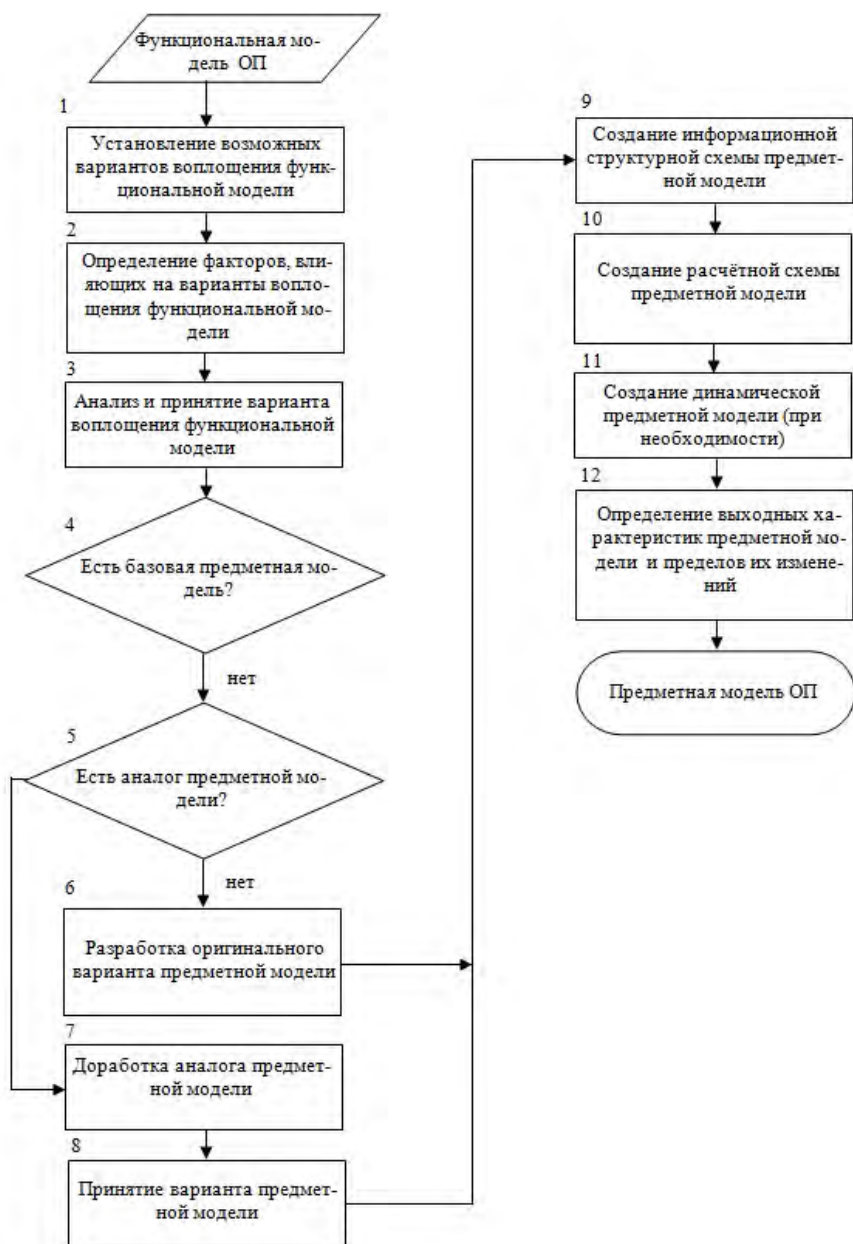 Функциональная мо-
дель ОП
1
Установление возможных
вариантов воплощения функ-
циональной модели
2
Определение факторов, вли-
яющих на варианты вопло-
щения функциональной мо-
дели
3
Анализ и принятие варианта
воплощения функциональной
модели
4
Есть базовая предметная мо-
дель?
нет
5
Есть аналог предметной мо-
дели?
нет
6
Разработка оригинального
варианта предметной модели
7
Доработка аналога предмет-
ной модели
8
Принятие варианта предмет-
ной модели
9
Создание информационной
структурной схемы предмет-
ной модели
10
Создание расчётной схемы
предметной модели
11
Создание динамической
предметной модели (при
необходимости)
12
Определение выходных ха-
рактеристик предметной мо-
дели и пределов их измене-
ний
Предметная модель ОП